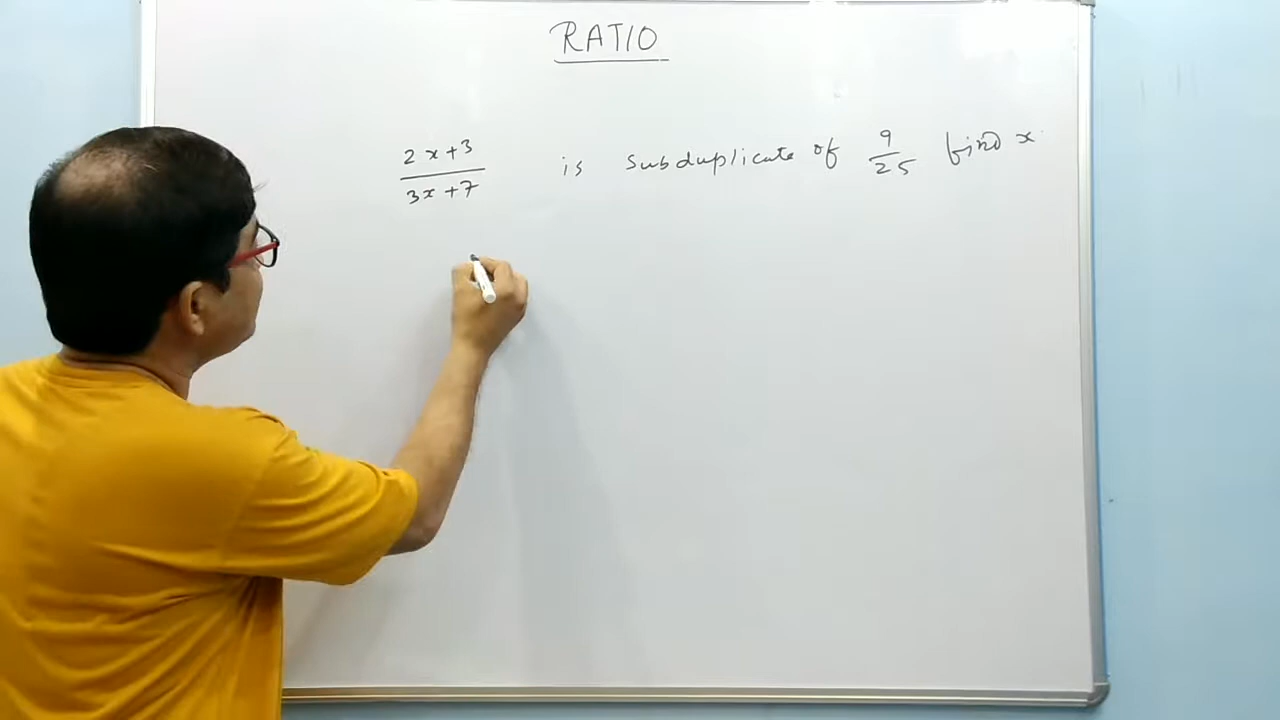 RATIO
2x+3/3x+7 is subduplicate of 9/25 find x.